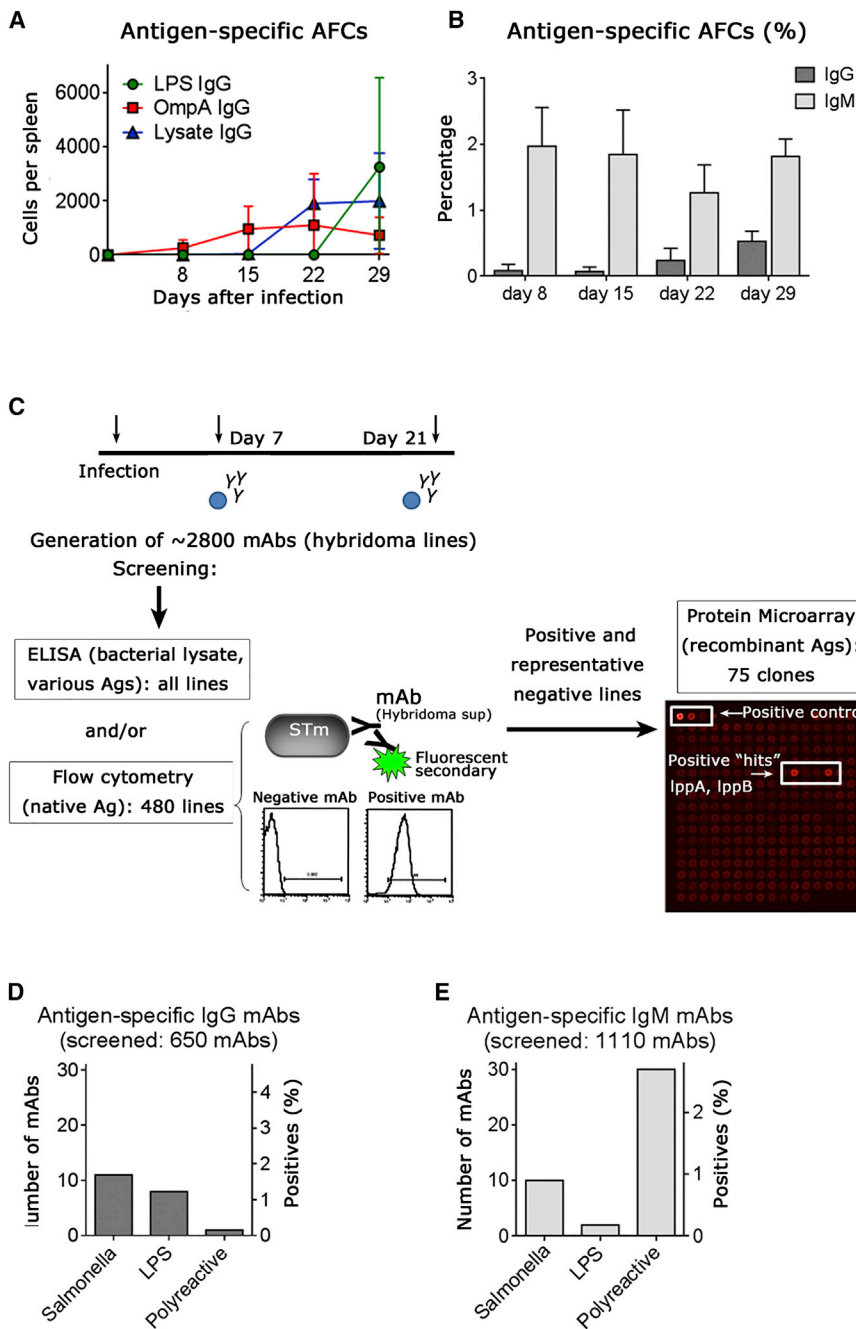 A
Antigen-specific AFCs
LPS IgG
OmpA IgG
Lysate IgG
Cells per spleen
6000
4000
2000
0
8 15 22 29
Days after infection
B
Antigen-specific AFCs (%)
IgG
IgM
Percentage
3
2
1
0
day 8 day 15 day 22 day 29
C
Day 7 Day 21
Infection
YY
Y
YY
Y
Generation of ~2800 mAbs (hybridoma lines)
Screening:
ELISA (bacterial lysate,
various Ags): all lines
and/or
Flow cytometry
(native Ag): 480 lines
STm
mAb
(Hybridoma sup)
Fluorescent
secondary
Negative mAb Positive mAb
Positive and
representative
negative lines
Protein Microarray
(recombinant Ags):
75 clones
Positive contro
Positive "hits"
lppA, lppB
D
Antigen-specific IgG mAbs
(screened: 650 mAbs)
umber of mAbs
30
20
10
0
4
3
2
1
0
Positives (%)
Salmonella
LPS
Polyreactive
E
Antigen-specific IgM mAbs
(screened: 1110 mAbs)
Number of mAbs
30
20
10
0
2
1
0
Positives (%)
Salmonella
LPS
Polyreactive